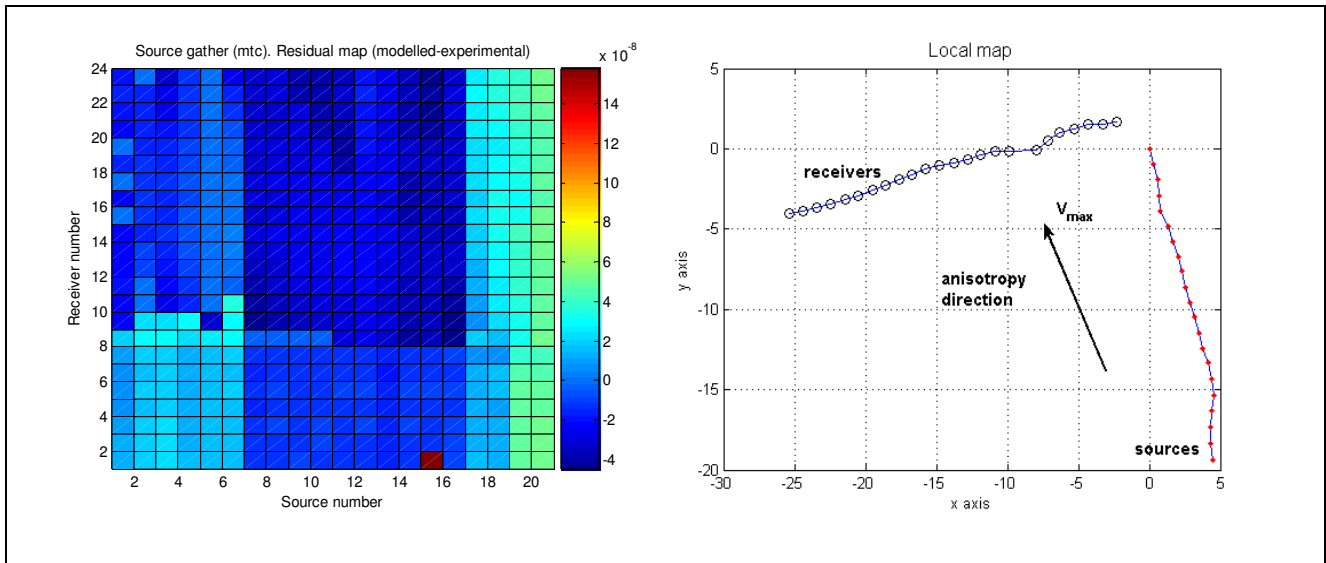 Source gather (mtc). Residual map (modelled-experimental)
x 10-8
24
22
20
18
16
14
12
10
8
6
4
2
Receiver number
2 4 6 8 10 12 14 16 18 20
Source number
14
12
10
8
6
4
2
0
-2
-4
Local map
5
0
-5
-10
-15
-20
y axis
-30 -25 -20 -15 -10 -5 0 5
x axis
receivers
Vmax
anisotropy
direction
sources